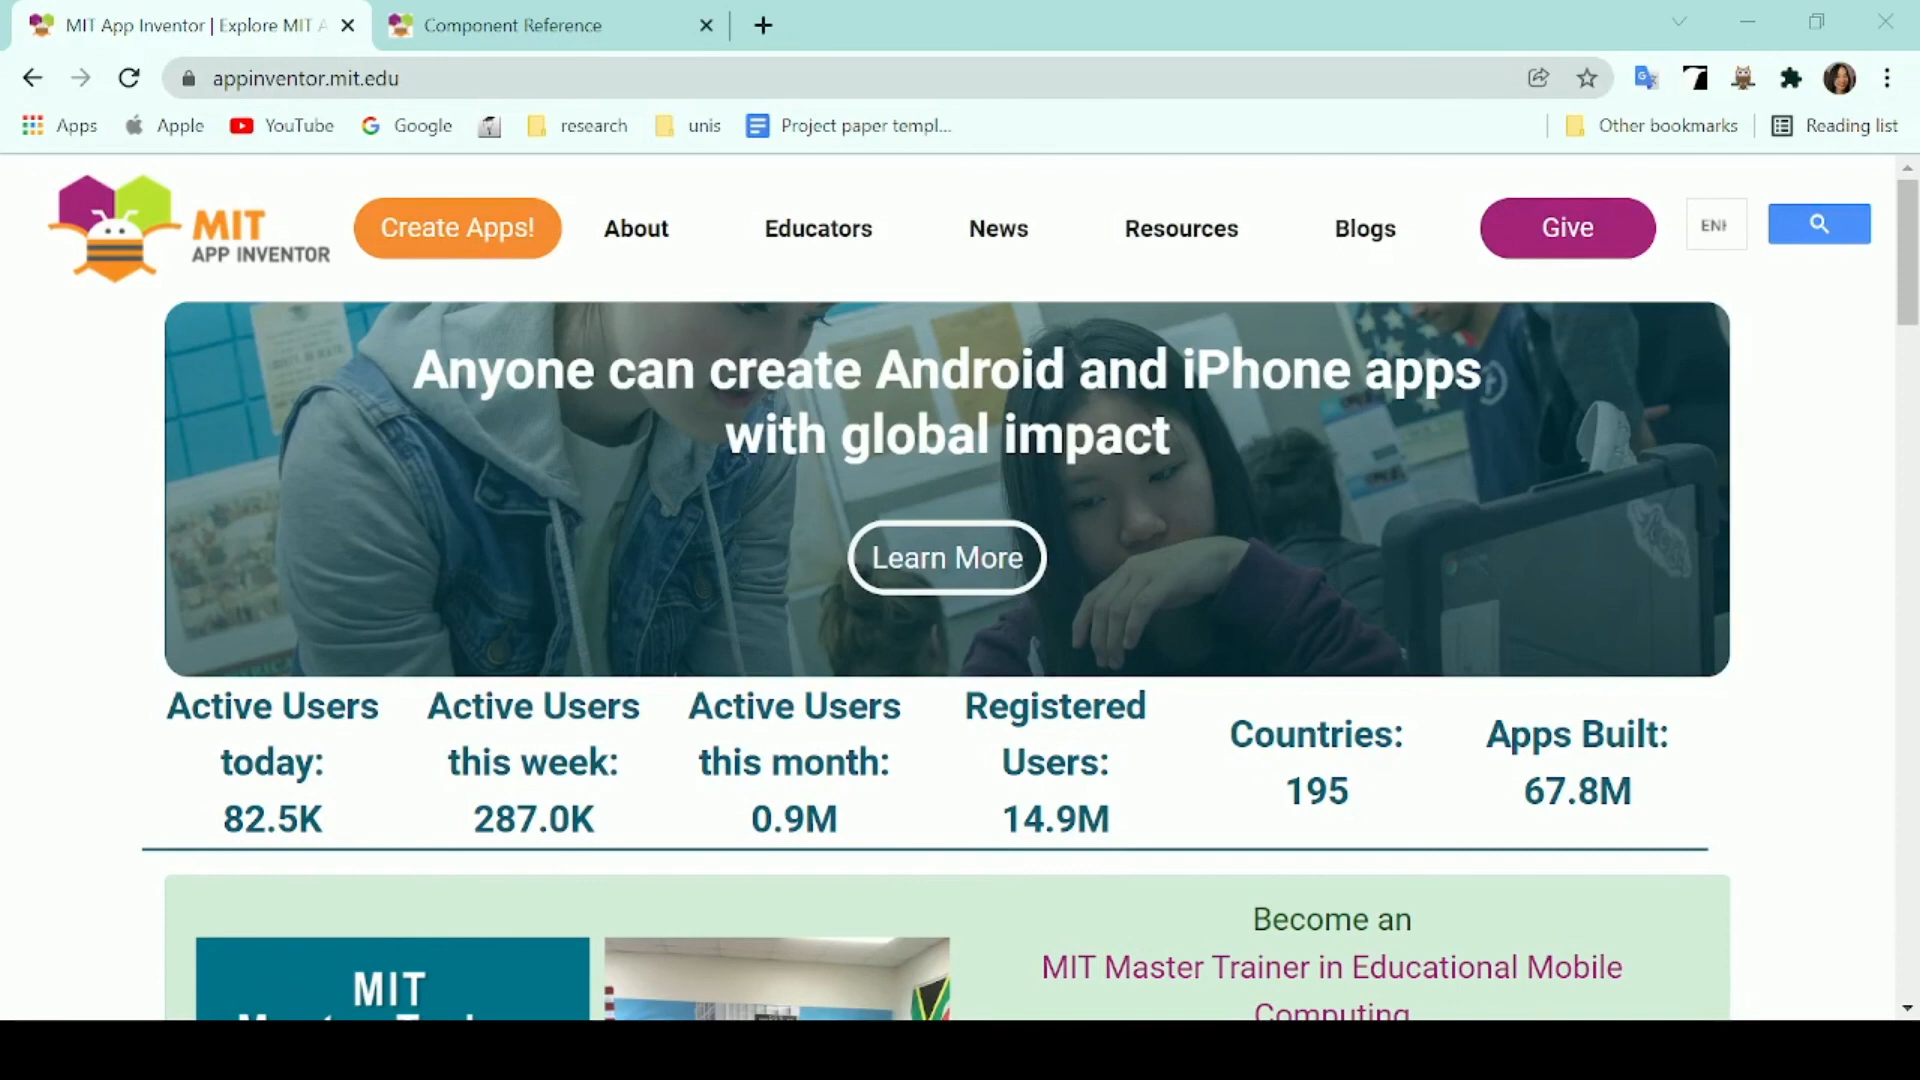 MIT App Inventor | Explore MIT A
Component Reference
appinventor.mit.edu
Apps
Apple
YouTube
Google
research
unis
Project paper templ...
Other bookmarks
Reading list
MIT
APP INVENTOR
Create Apps!
About
Educators
News
Resources
Blogs
Give
Anyone can create Android and iPhone apps
with global impact
Learn More
Active Users
today:
82.5K
Active Users
this week:
287.0K
Active Users
this month:
0.9M
Registered
Users:
14.9M
Countries:
195
Apps Built:
67.8M
MIT
Become an
MIT Master Trainer in Educational Mobile
Computing